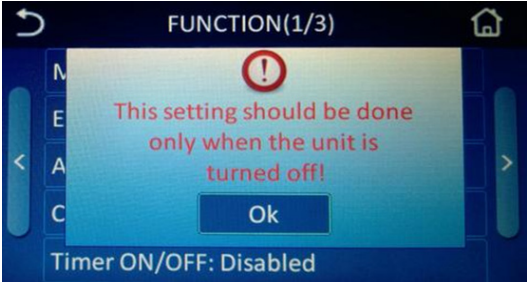 FUNCTION(1/3)
This setting should be done
only when the unit is
turned off!
Ok
Timer ON/OFF: Disabled